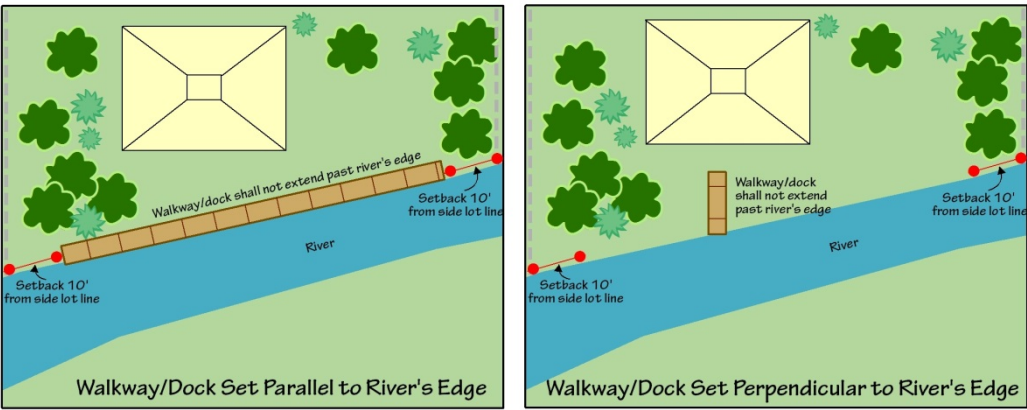 Walkway/dock shall not extend past river's edge
Setback 10'
from side lot line
River
Setback 10'
from side lot line
Walkway/Dock Set Parallel to River's Edge
Walkway/dock
shall not extend
past river's edge
Setback 10'
from side lot line
River
Setback 10'
from side lot line
Walkway/Dock Set Perpendicular to River's Edge